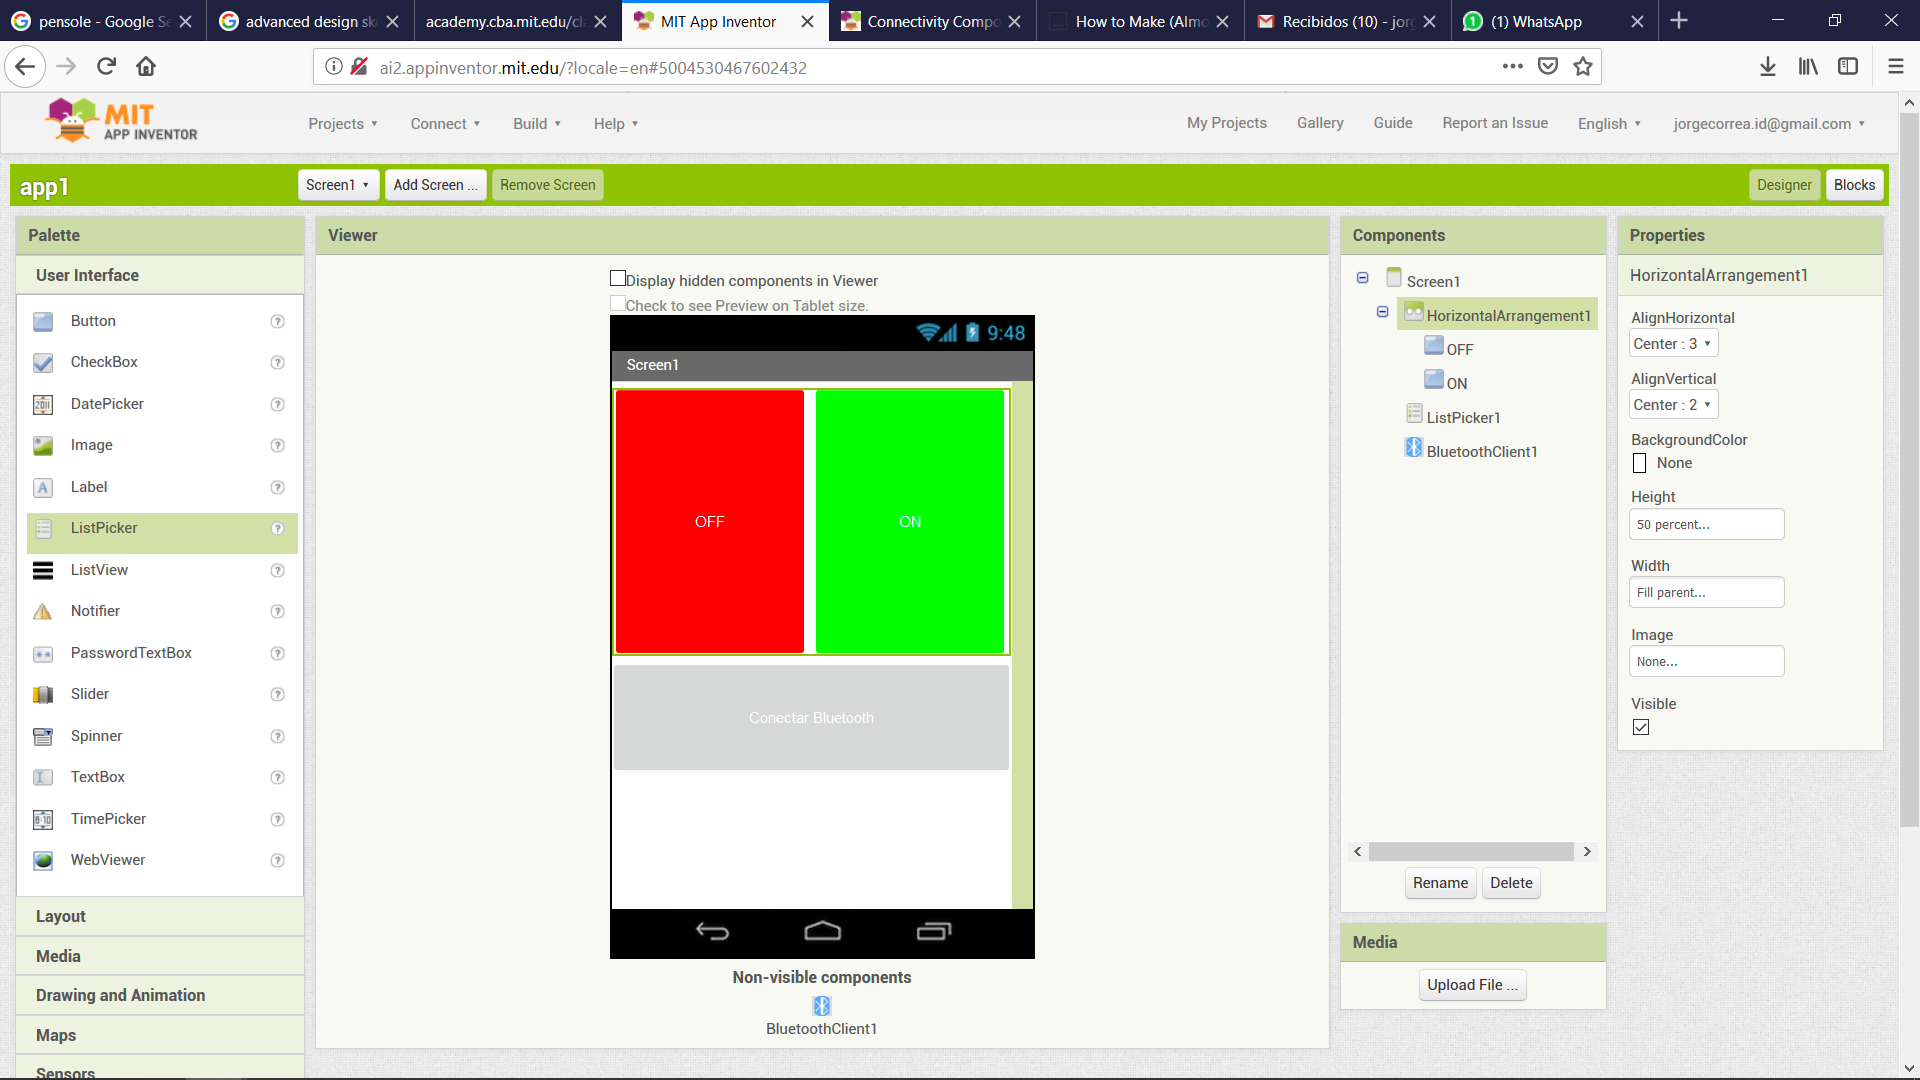 pensole - Google Se
advanced design ske
academy.cba.mit.edu/cla
MIT App Inventor
Connectivity Compo
How to Make (Almo
Recibidos (10) - jorg
(1) WhatsApp
ai2.appinventor.mit.edu/?locale=en#5004530467602432
MIT
APP INVENTOR
Projects
Connect
Build
Help
My Projects
Gallery
Guide
Report an Issue
English
jorgecorrea.id@gmail.com
app1
Screen1
Add Screen ...
Remove Screen
Designer
Blocks
Palette
User Interface
Button
CheckBox
DatePicker
Image
Label
ListPicker
ListView
Notifier
PasswordTextBox
Slider
Spinner
TextBox
TimePicker
WebViewer
Layout
Media
Drawing and Animation
Maps
Sensors
Viewer
Display hidden components in Viewer
Check to see Preview on Tablet size.
9:48
Screen1
OFF
ON
Conectar Bluetooth
Non-visible components
BluetoothClient1
Components
Screen1
HorizontalArrangement1
OFF
ON
ListPicker1
BluetoothClient1
Rename
Delete
Media
Upload File ...
Properties
HorizontalArrangement1
AlignHorizontal
Center : 3
AlignVertical
Center : 2
BackgroundColor
None
Height
50 percent...
Width
Fill parent...
Image
None...
Visible